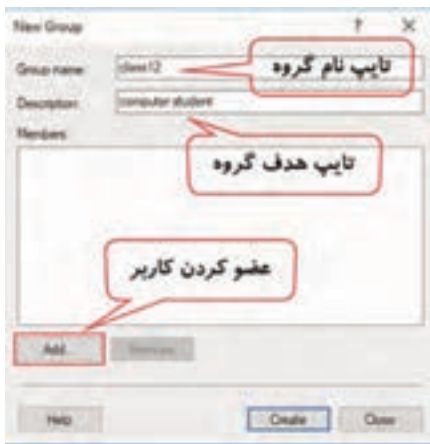 New Group ? ×
Group name: class12
تایپ نام گروه
Description: computer student
تایپ هدف گروه
Members:
عضو کردن کاربر
Add... Remove
Help Create Close